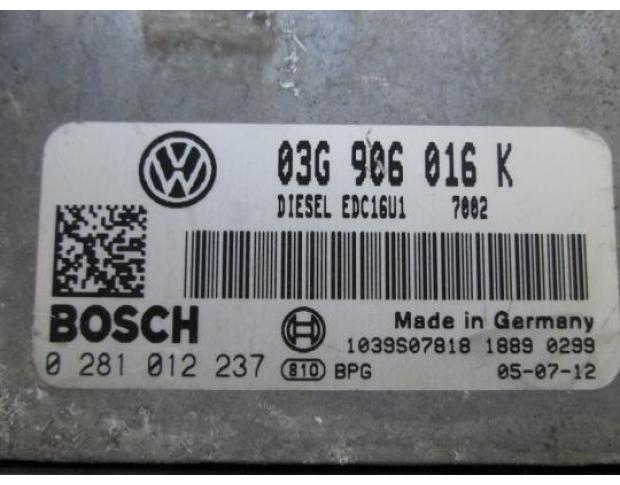 03G 906 016 K
DIESEL EDC16U1 7002
BOSCH
Made in Germany
1039S07818 1889 0299
0 281 012 237 810 BPG 05-07-12